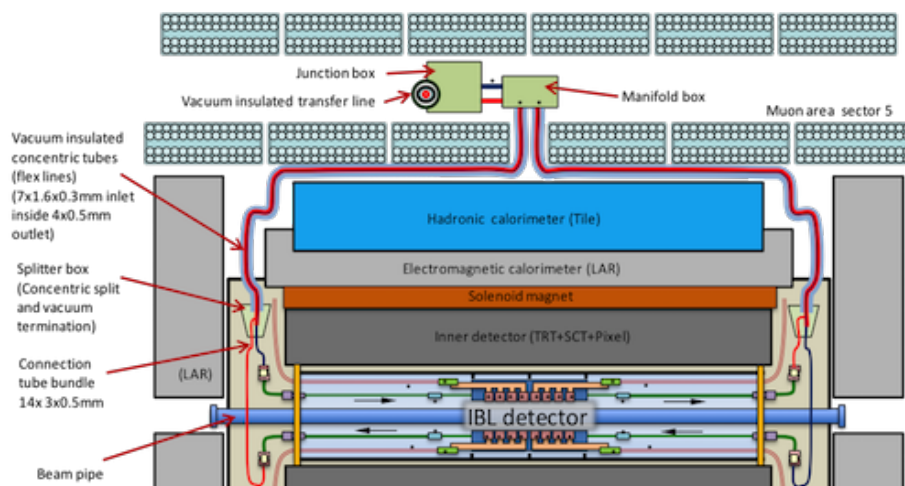 Junction box
Vacuum insulated transfer line
Manifold box
Muon area sector 5
Vacuum insulated
concentric tubes
(flex lines)
(7x1.6x0.3mm inlet
inside 4x0.5mm
outlet)
Hadronic calorimeter (Tile)
Electromagnetic calorimeter (LAR)
Splitter box
(Concentric split
and vacuum
termination)
Solenoid magnet
Inner detector (TRT+SCT+Pixel)
Connection
tube bundle
14x 3x0.5mm
(LAR)
IBL detector
Beam pipe